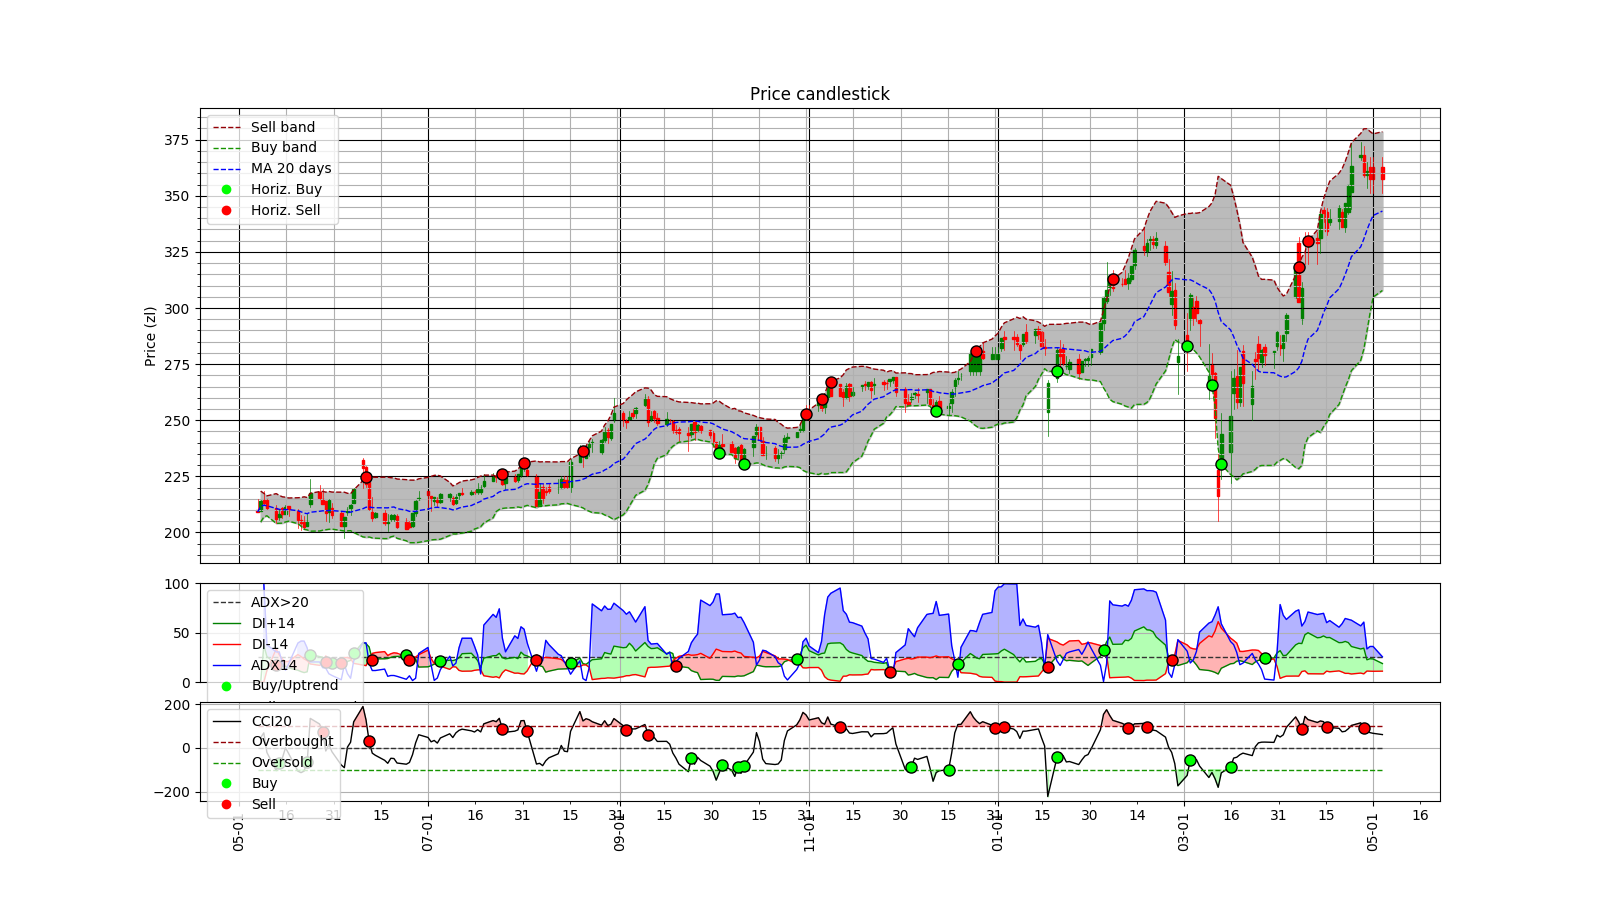 Price candlestick
Price (zl)
375
350
325
300
275
250
225
200
Sell band
Buy band
MA 20 days
Horiz. Buy
Horiz. Sell
100
50
0
ADX>20
DI+14
DI-14
ADX14
Buy/Uptrend
200
0
−200
CCI20
Overbought
Oversold
Buy
Sell
05-01 16 31 15 07-01 16 31 15 31 09-01 15 30 15 31 11-01 15 30 15 31 01-01 15 30 14 03-01 16 31 15 05-01 16